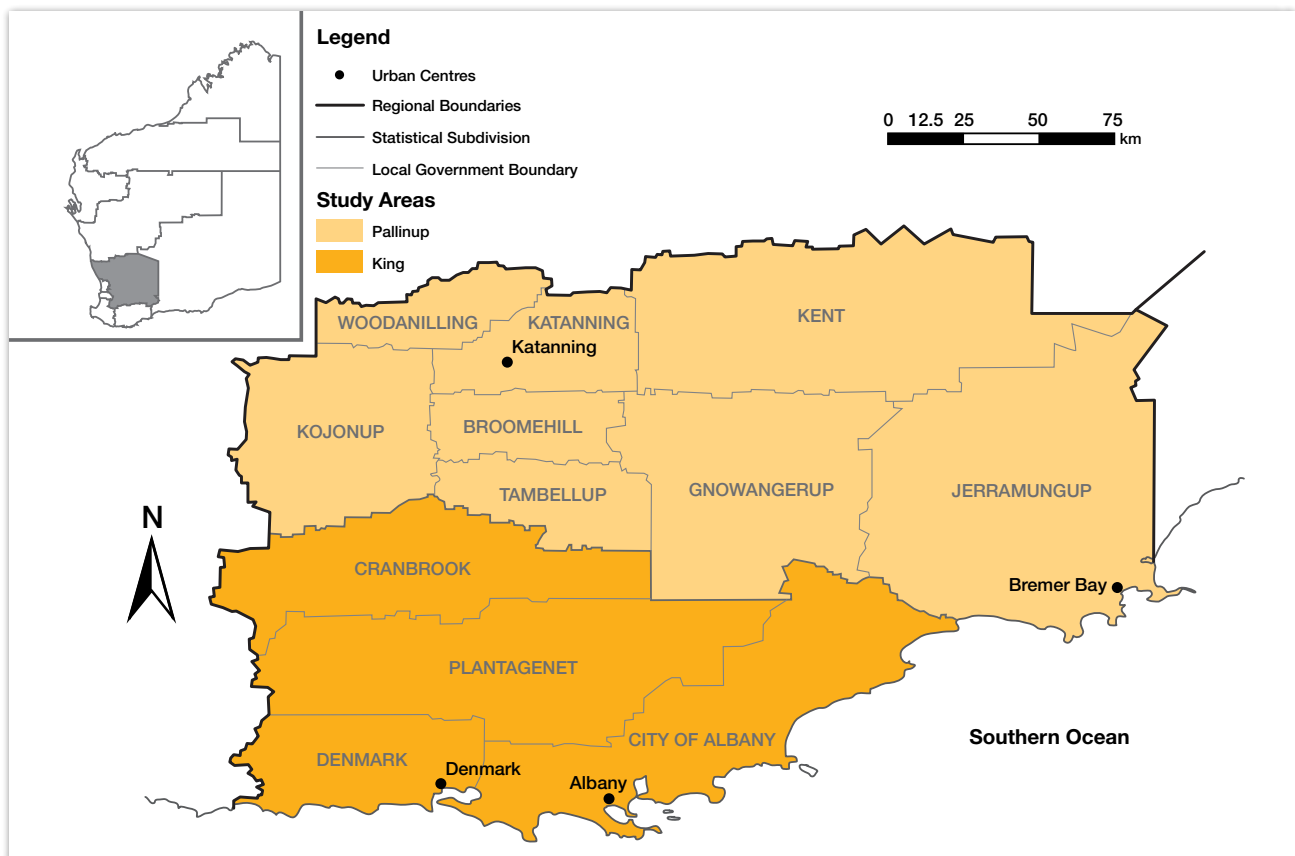 Legend
Urban Centres
Regional Boundaries
Statistical Subdivision
Local Government Boundary
Study Areas
Pallinup
King
0 12.5 25 50 75
km
WOODANILLING
KATANNING
Katanning
KENT
KOJONUP
BROOMEHILL
TAMBELLUP
GNOWANGERUP
JERRAMUNGUP
N
CRANBROOK
Bremer Bay
PLANTAGENET
CITY OF ALBANY
Southern Ocean
DENMARK
Denmark
Albany